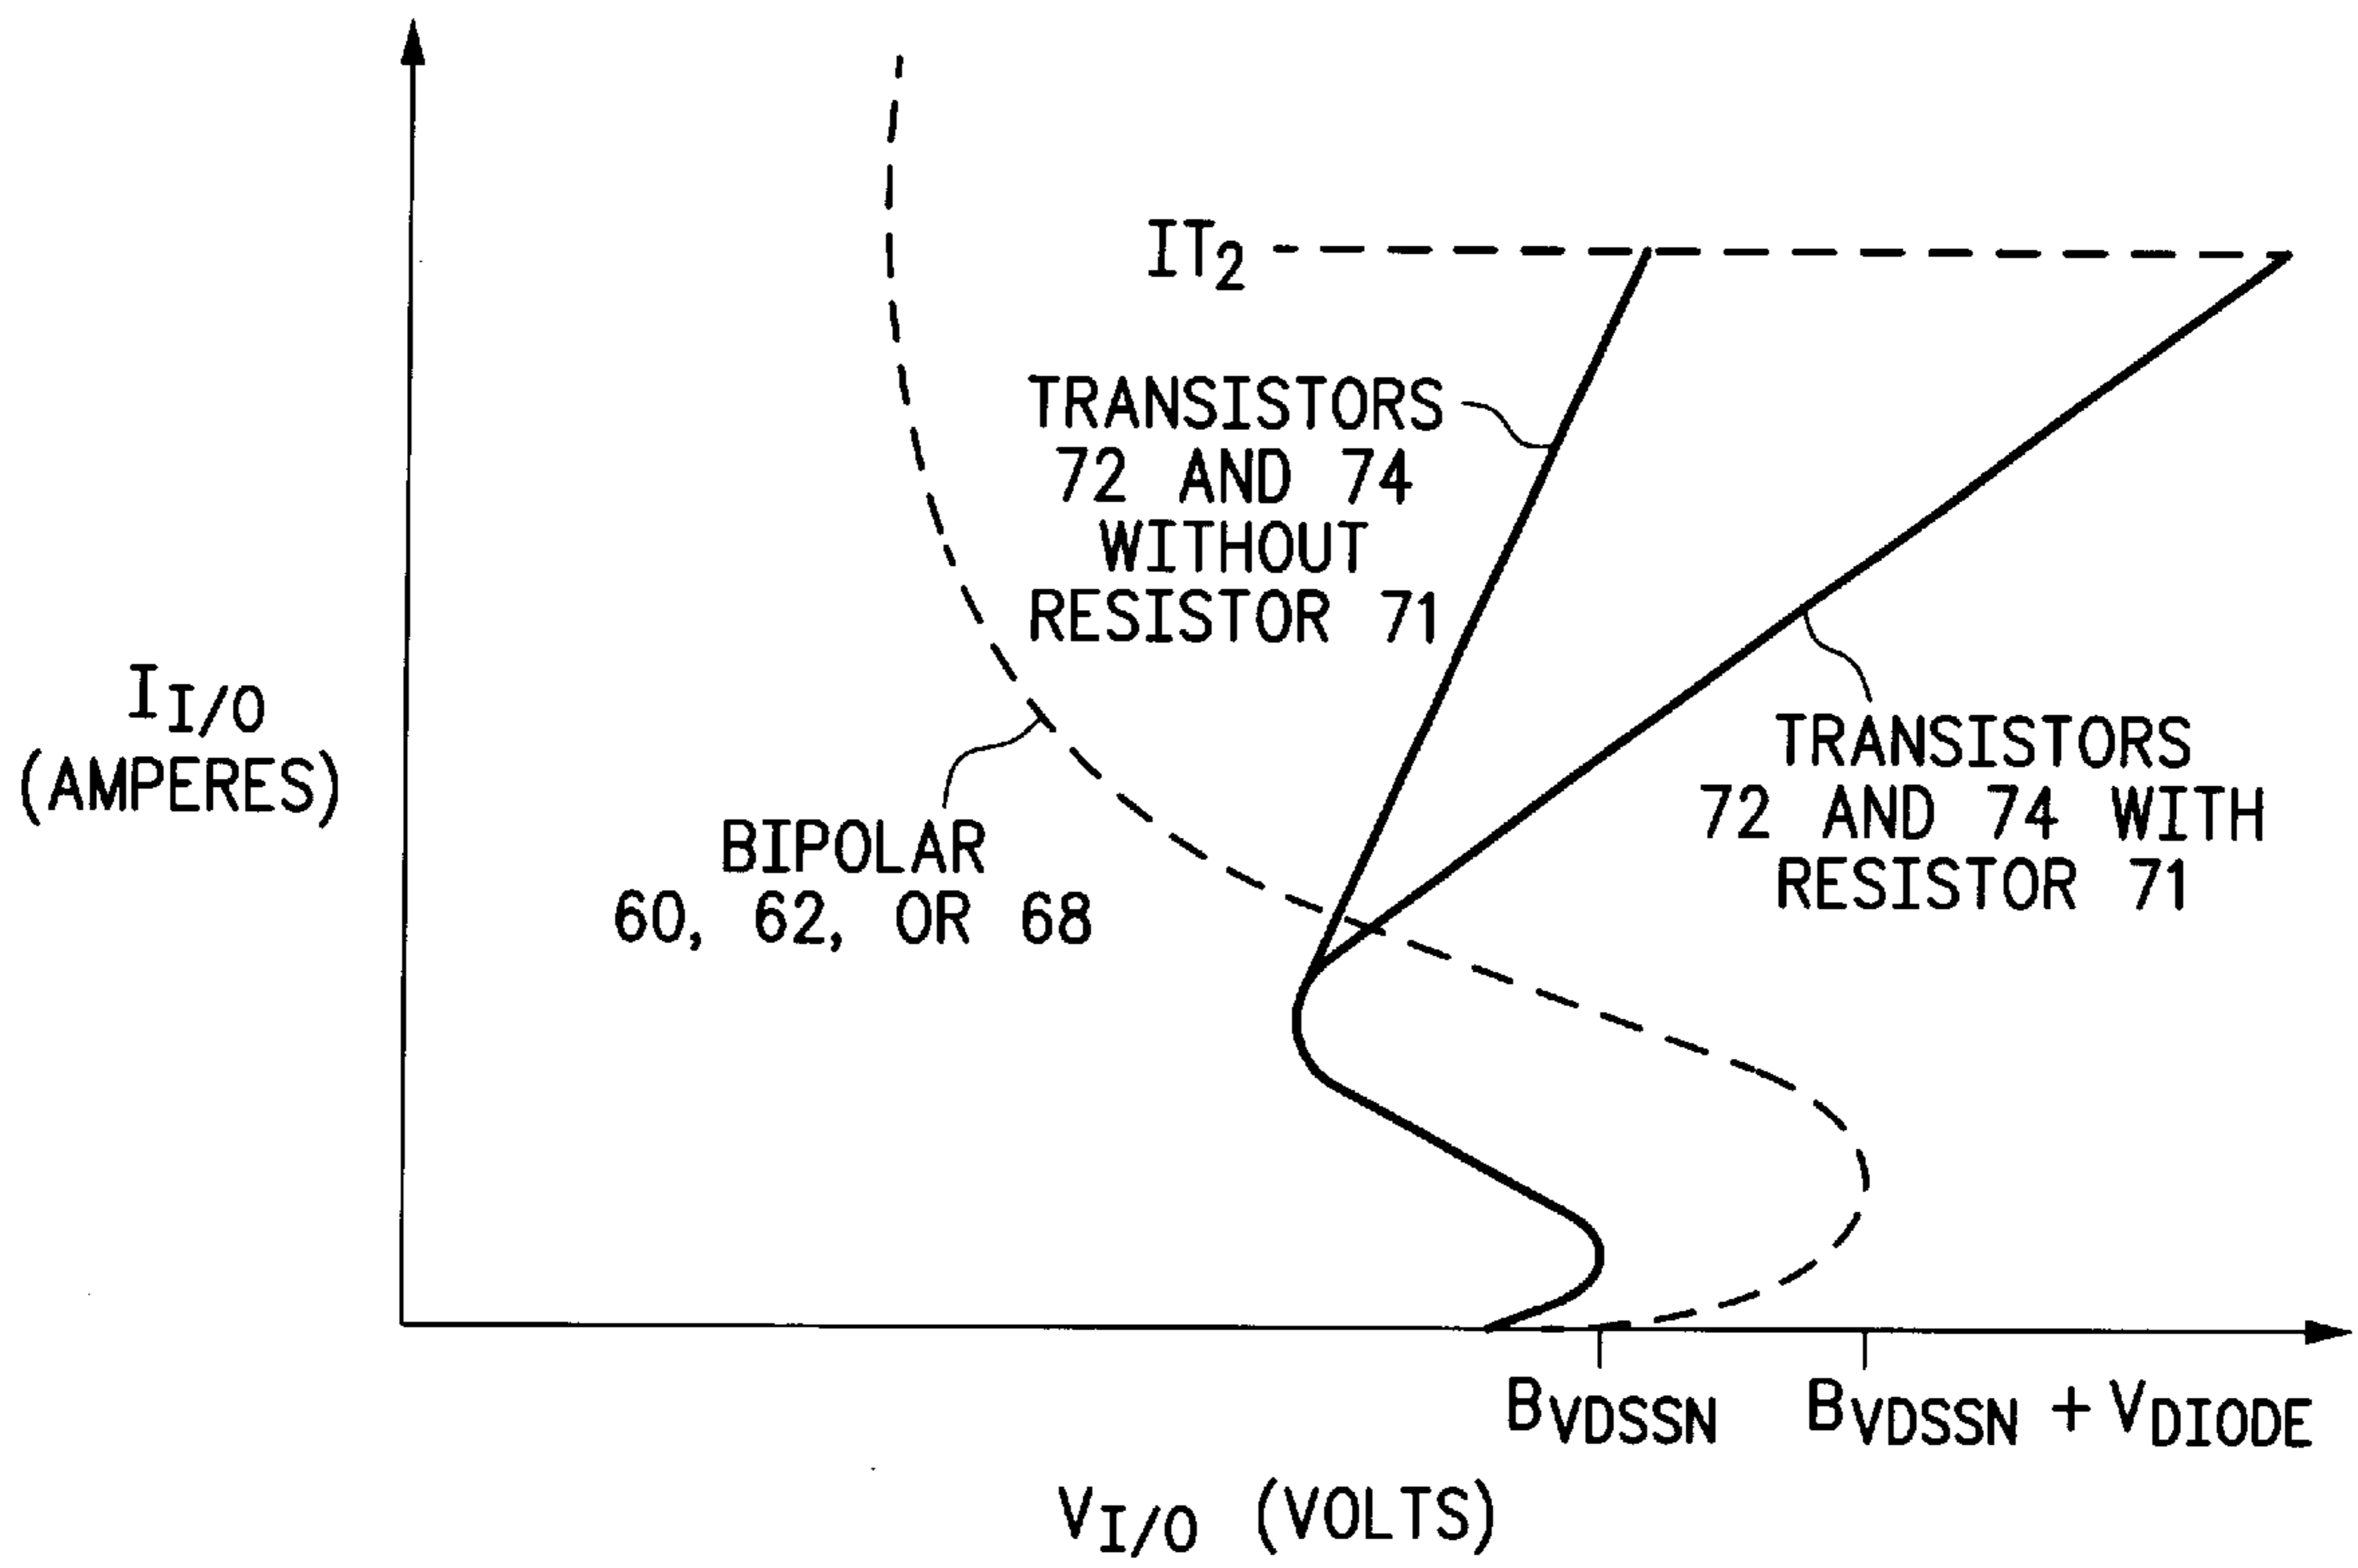 IT2
TRANSISTORS
72 AND 74
WITHOUT
RESISTOR 71
II/O
(AMPERES)
TRANSISTORS
72 AND 74 WITH
RESISTOR 71
BIPOLAR
60, 62, OR 68
BVDSSN
BVDSSN + VDIODE
VI/O (VOLTS)